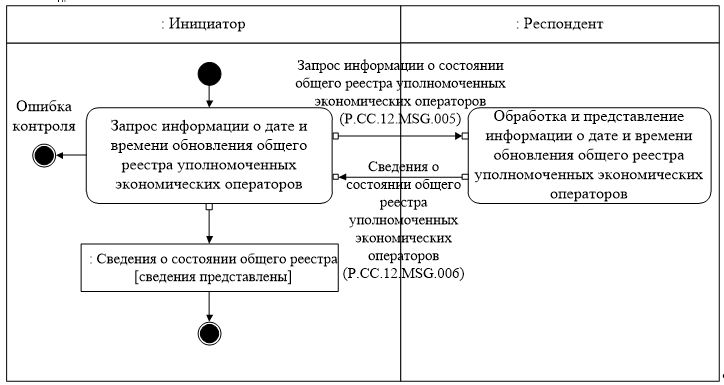 : Инициатор
: Респондент
Запрос информации о состоянии
общего реестра уполномоченных
экономических операторов
(P.CC.12.MSG.005)
Ошибка
контроля
Запрос информации о дате и
времени обновления общего
реестра уполномоченных
экономических операторов
Обработка и представление
информации о дате и времени
обновления общего реестра
уполномоченных экономических
операторов
Сведения о
состоянии общего
реестра
уполномоченных
экономических
операторов
(P.CC.12.MSG.006)
: Сведения о состоянии общего реестра
[сведения представлены]